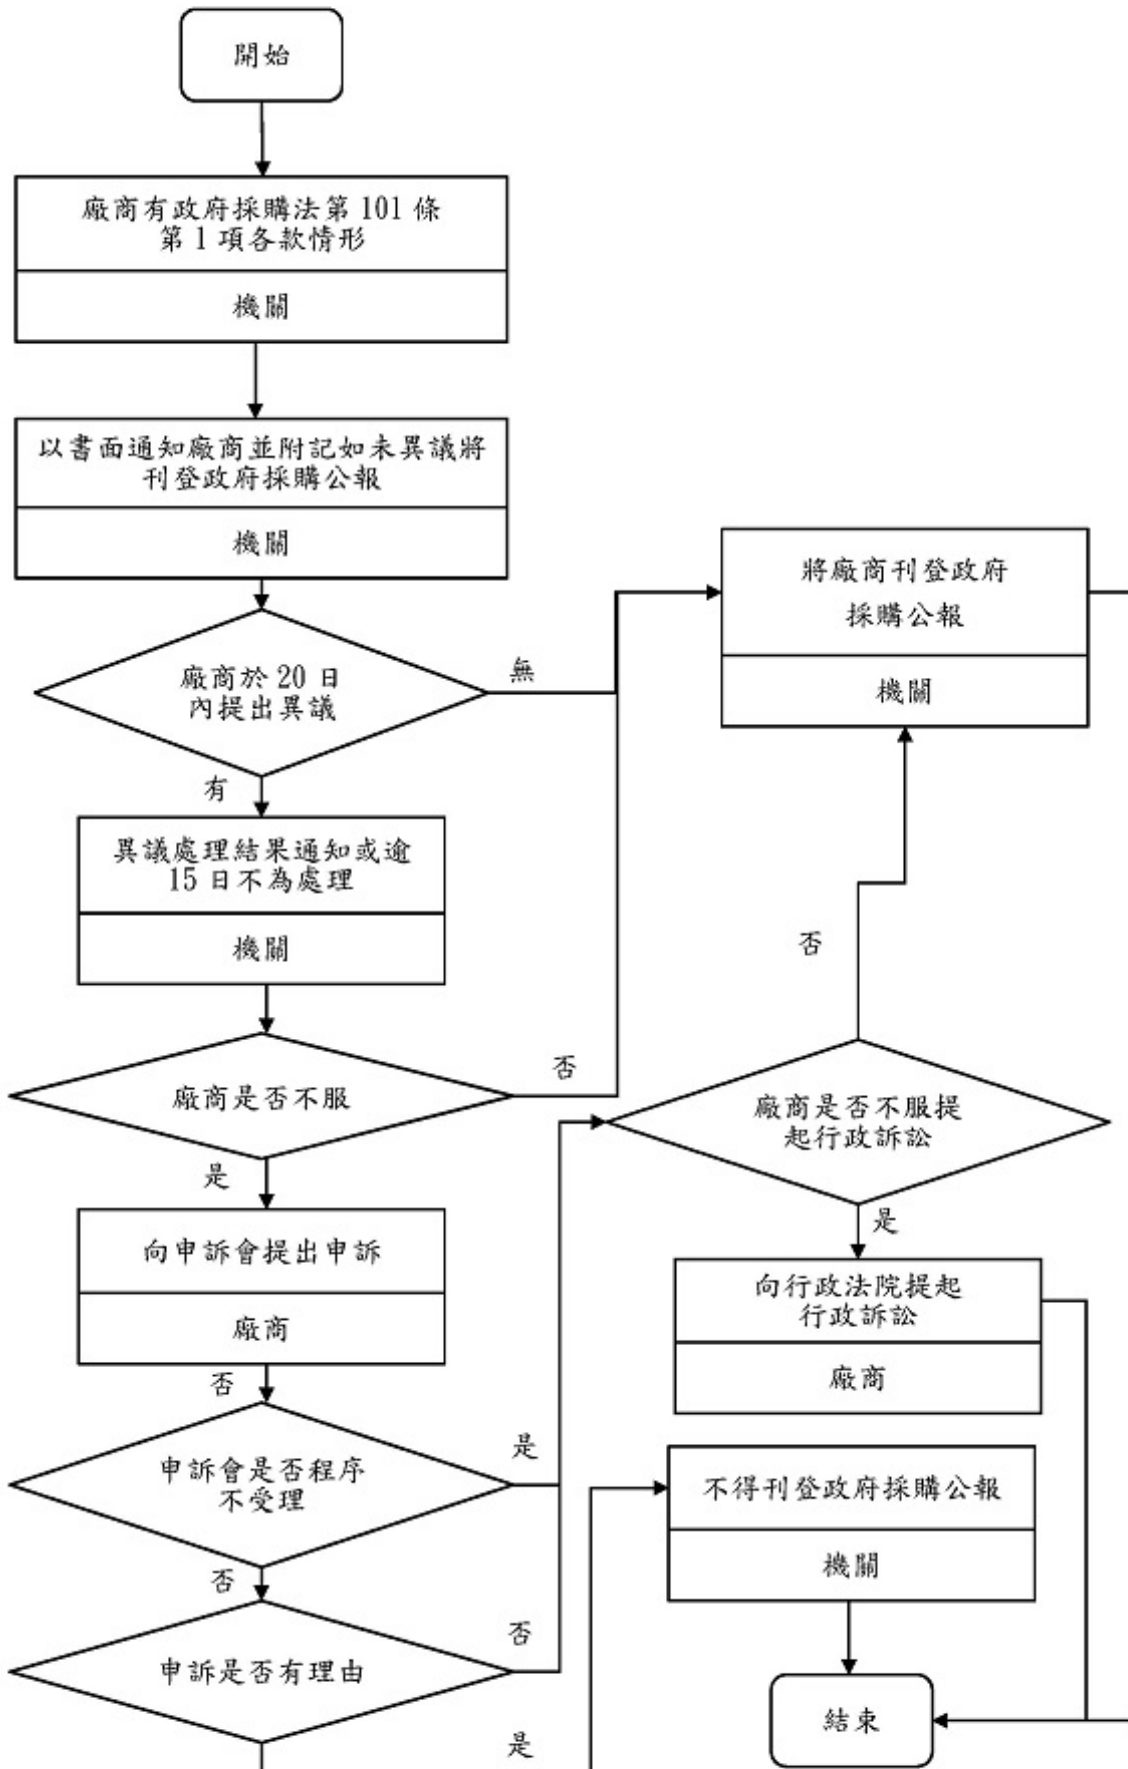 開始
廠商有政府採購法第 101 條
第 1 項各款情形
機關
以書面通知廠商並附記如未異議將
刊登政府採購公報
機關
廠商於 20 日
內提出異議
無
有
將廠商刊登政府
採購公報
機關
異議處理結果通知或逾
15 日不為處理
機關
否
廠商是否不服
否
是
廠商是否不服提
起行政訴訟
是
向申訴會提出申訴
廠商
否
向行政法院提起
行政訴訟
廠商
申訴會是否程序
不受理
是
否
不得刊登政府採購公報
機關
申訴是否有理由
否
是
結束